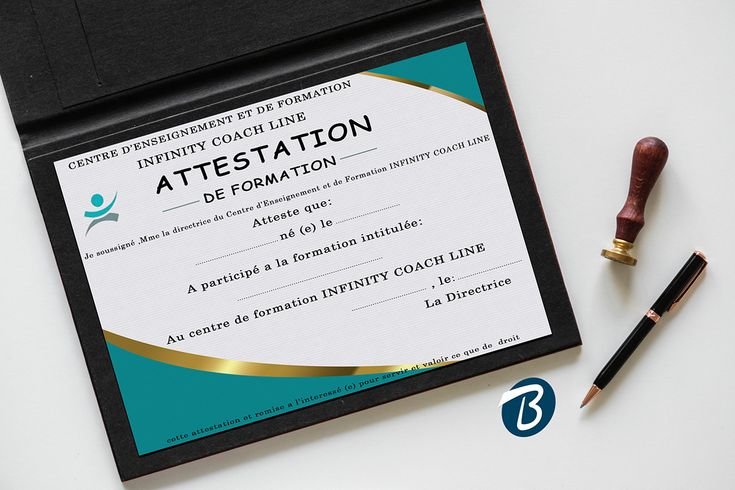 CENTRE D'ENSEIGNEMENT ET DE FORMATION
INFINITY COACH LINE
ATTESTATION
DE FORMATION
Je soussigné ,Mme la directrice du Centre d'Enseignement et de Formation INFINITY COACH LINE
Atteste que:
............................ né (e) le ......................
A participé a la formation intitulée:
........................................
Au centre de formation INFINITY COACH LINE
.......................... , le: ......................
La Directrice
cette attestation et remise a l'interessé (e) pour servir et valoir ce que de droit
B